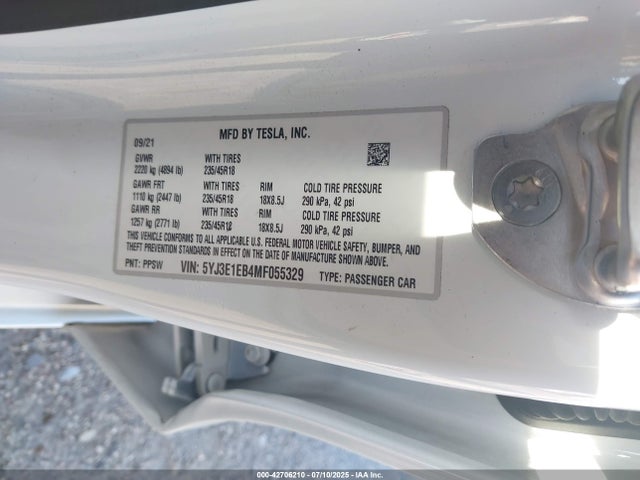 MFD BY TESLA, INC.
09/21
GVWR WITH TIRES
2220 kg (4894 lb) 235/45R18
GAWR FRT WITH TIRES RIM COLD TIRE PRESSURE
1110 kg (2447 lb) 235/45R18 18X8.5J 290 kPa, 42 psi
GAWR RR WITH TIRES RIM COLD TIRE PRESSURE
1257 kg (2771 lb) 235/45R18 18X8.5J 290 kPa, 42 psi
THIS VEHICLE CONFORMS TO ALL APPLICABLE U.S. FEDERAL MOTOR VEHICLE SAFETY, BUMPER, AND
THEFT PREVENTION STANDARDS IN EFFECT ON THE DATE OF MANUFACTURE SHOWN ABOVE.
PNT: PPSW VIN: 5YJ3E1EB4MF055329 TYPE: PASSENGER CAR
000-42706210 - 07/10/2025 - IAAI.COM